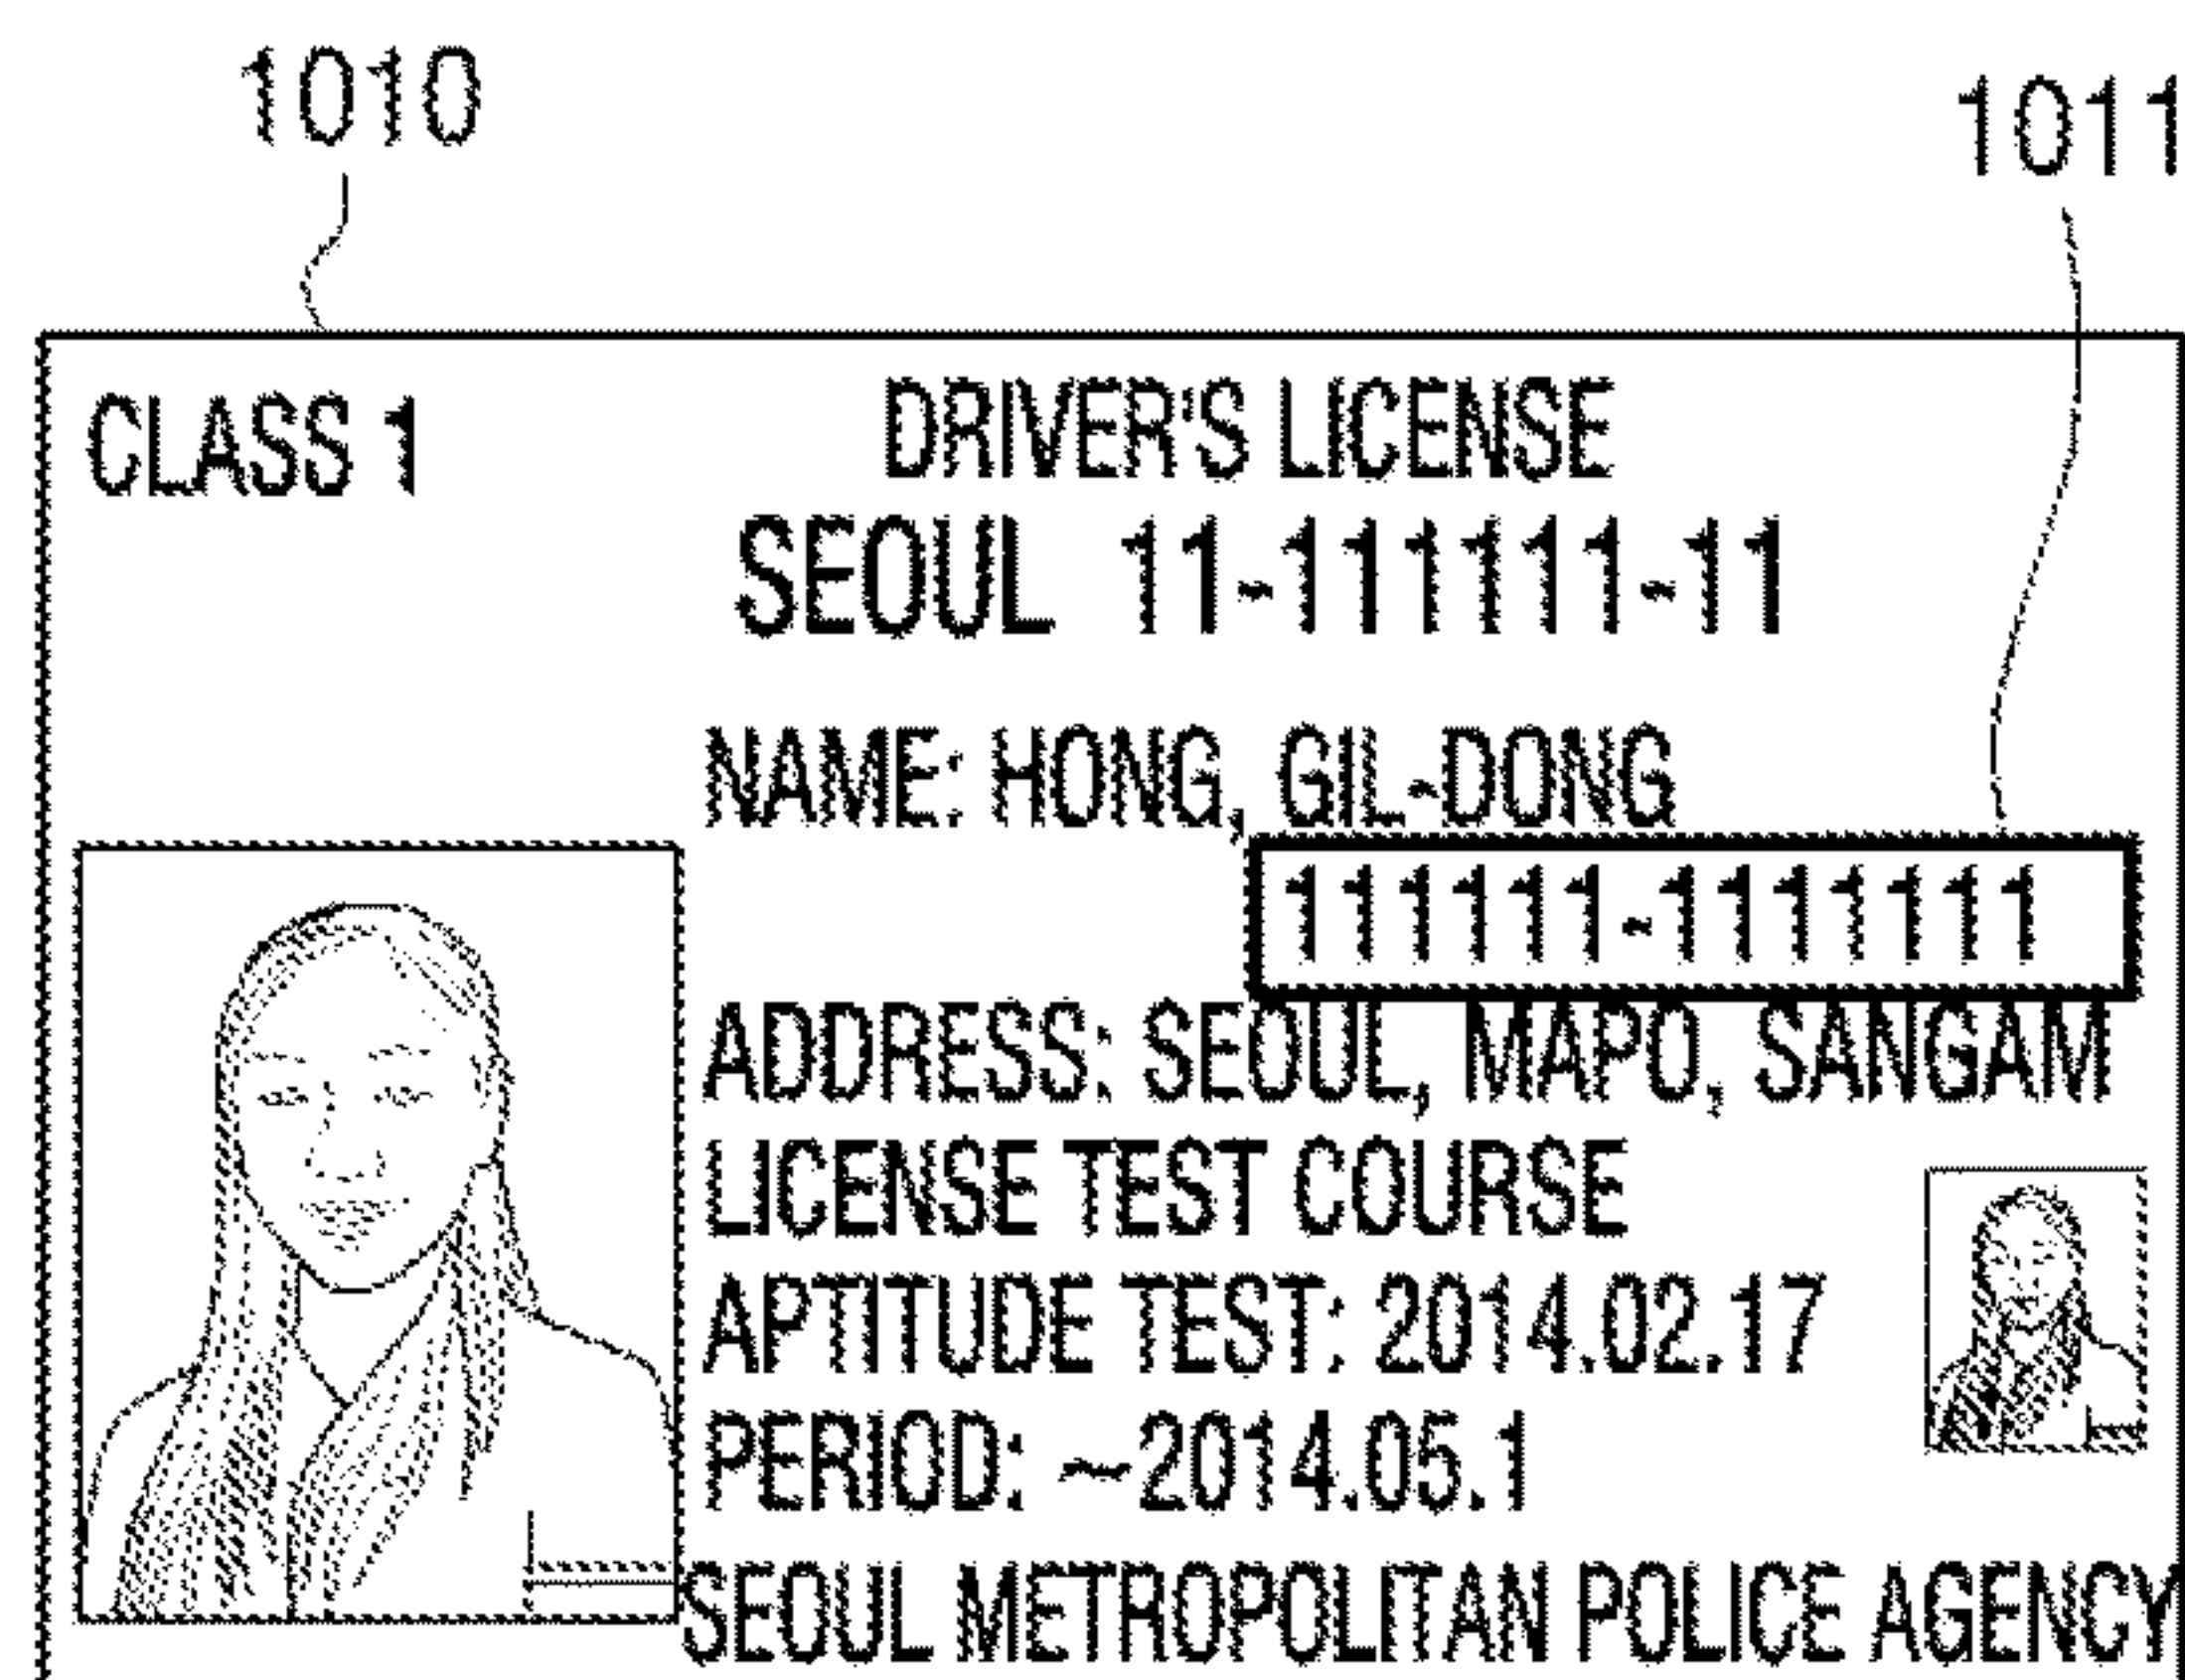 1010
1011
CLASS 1
DRIVER'S LICENSE
SEOUL 11-111111-11
NAME: HONG, GIL-DONG
111111-1111111
ADDRESS: SEOUL, MAPO, SANGAM
LICENSE TEST COURSE
APTITUDE TEST: 2014.02.17
PERIOD: ~2014.05.1
SEOUL METROPOLITAN POLICE AGENCY